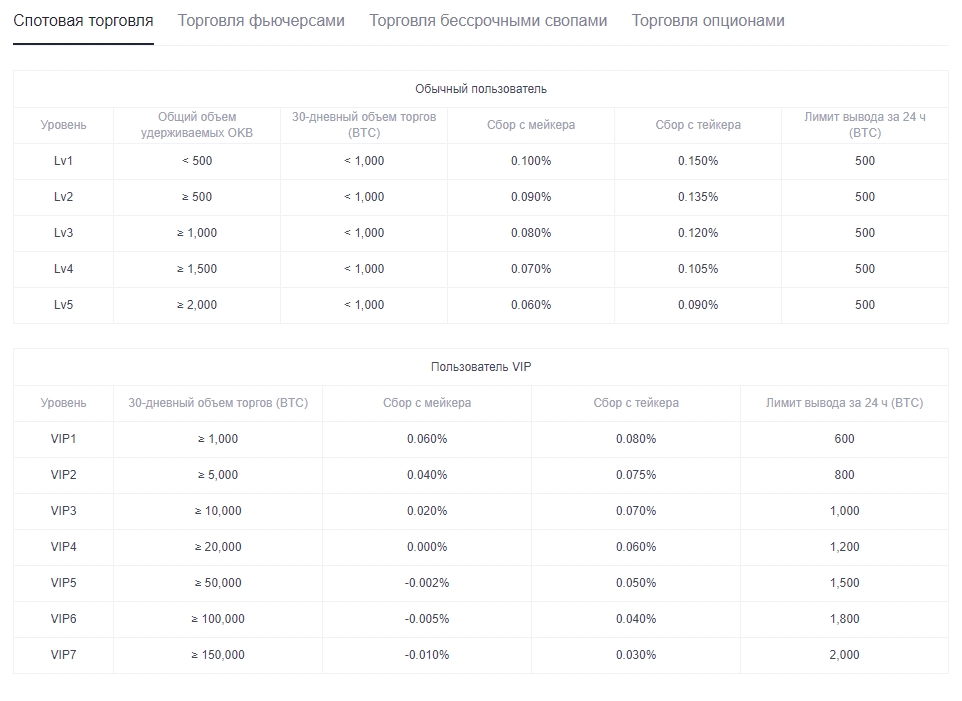 Спотовая торговля Торговля фьючерсами Торговля бессрочными свопами Торговля опционами
Обычный пользователь
Уровень Общий объем удерживаемых OKB 30-дневный объем торгов (BTC) Сбор с мейкера Сбор с тейкера Лимит вывода за 24 ч (BTC)
Lv1 < 500 < 1,000 0.100% 0.150% 500
Lv2 ≥ 500 < 1,000 0.090% 0.135% 500
Lv3 ≥ 1,000 < 1,000 0.080% 0.120% 500
Lv4 ≥ 1,500 < 1,000 0.070% 0.105% 500
Lv5 ≥ 2,000 < 1,000 0.060% 0.090% 500
Пользователь VIP
Уровень 30-дневный объем торгов (BTC) Сбор с мейкера Сбор с тейкера Лимит вывода за 24 ч (BTC)
VIP1 ≥ 1,000 0.060% 0.080% 600
VIP2 ≥ 5,000 0.040% 0.075% 800
VIP3 ≥ 10,000 0.020% 0.070% 1,000
VIP4 ≥ 20,000 0.000% 0.060% 1,200
VIP5 ≥ 50,000 -0.002% 0.050% 1,500
VIP6 ≥ 100,000 -0.005% 0.040% 1,800
VIP7 ≥ 150,000 -0.010% 0.030% 2,000